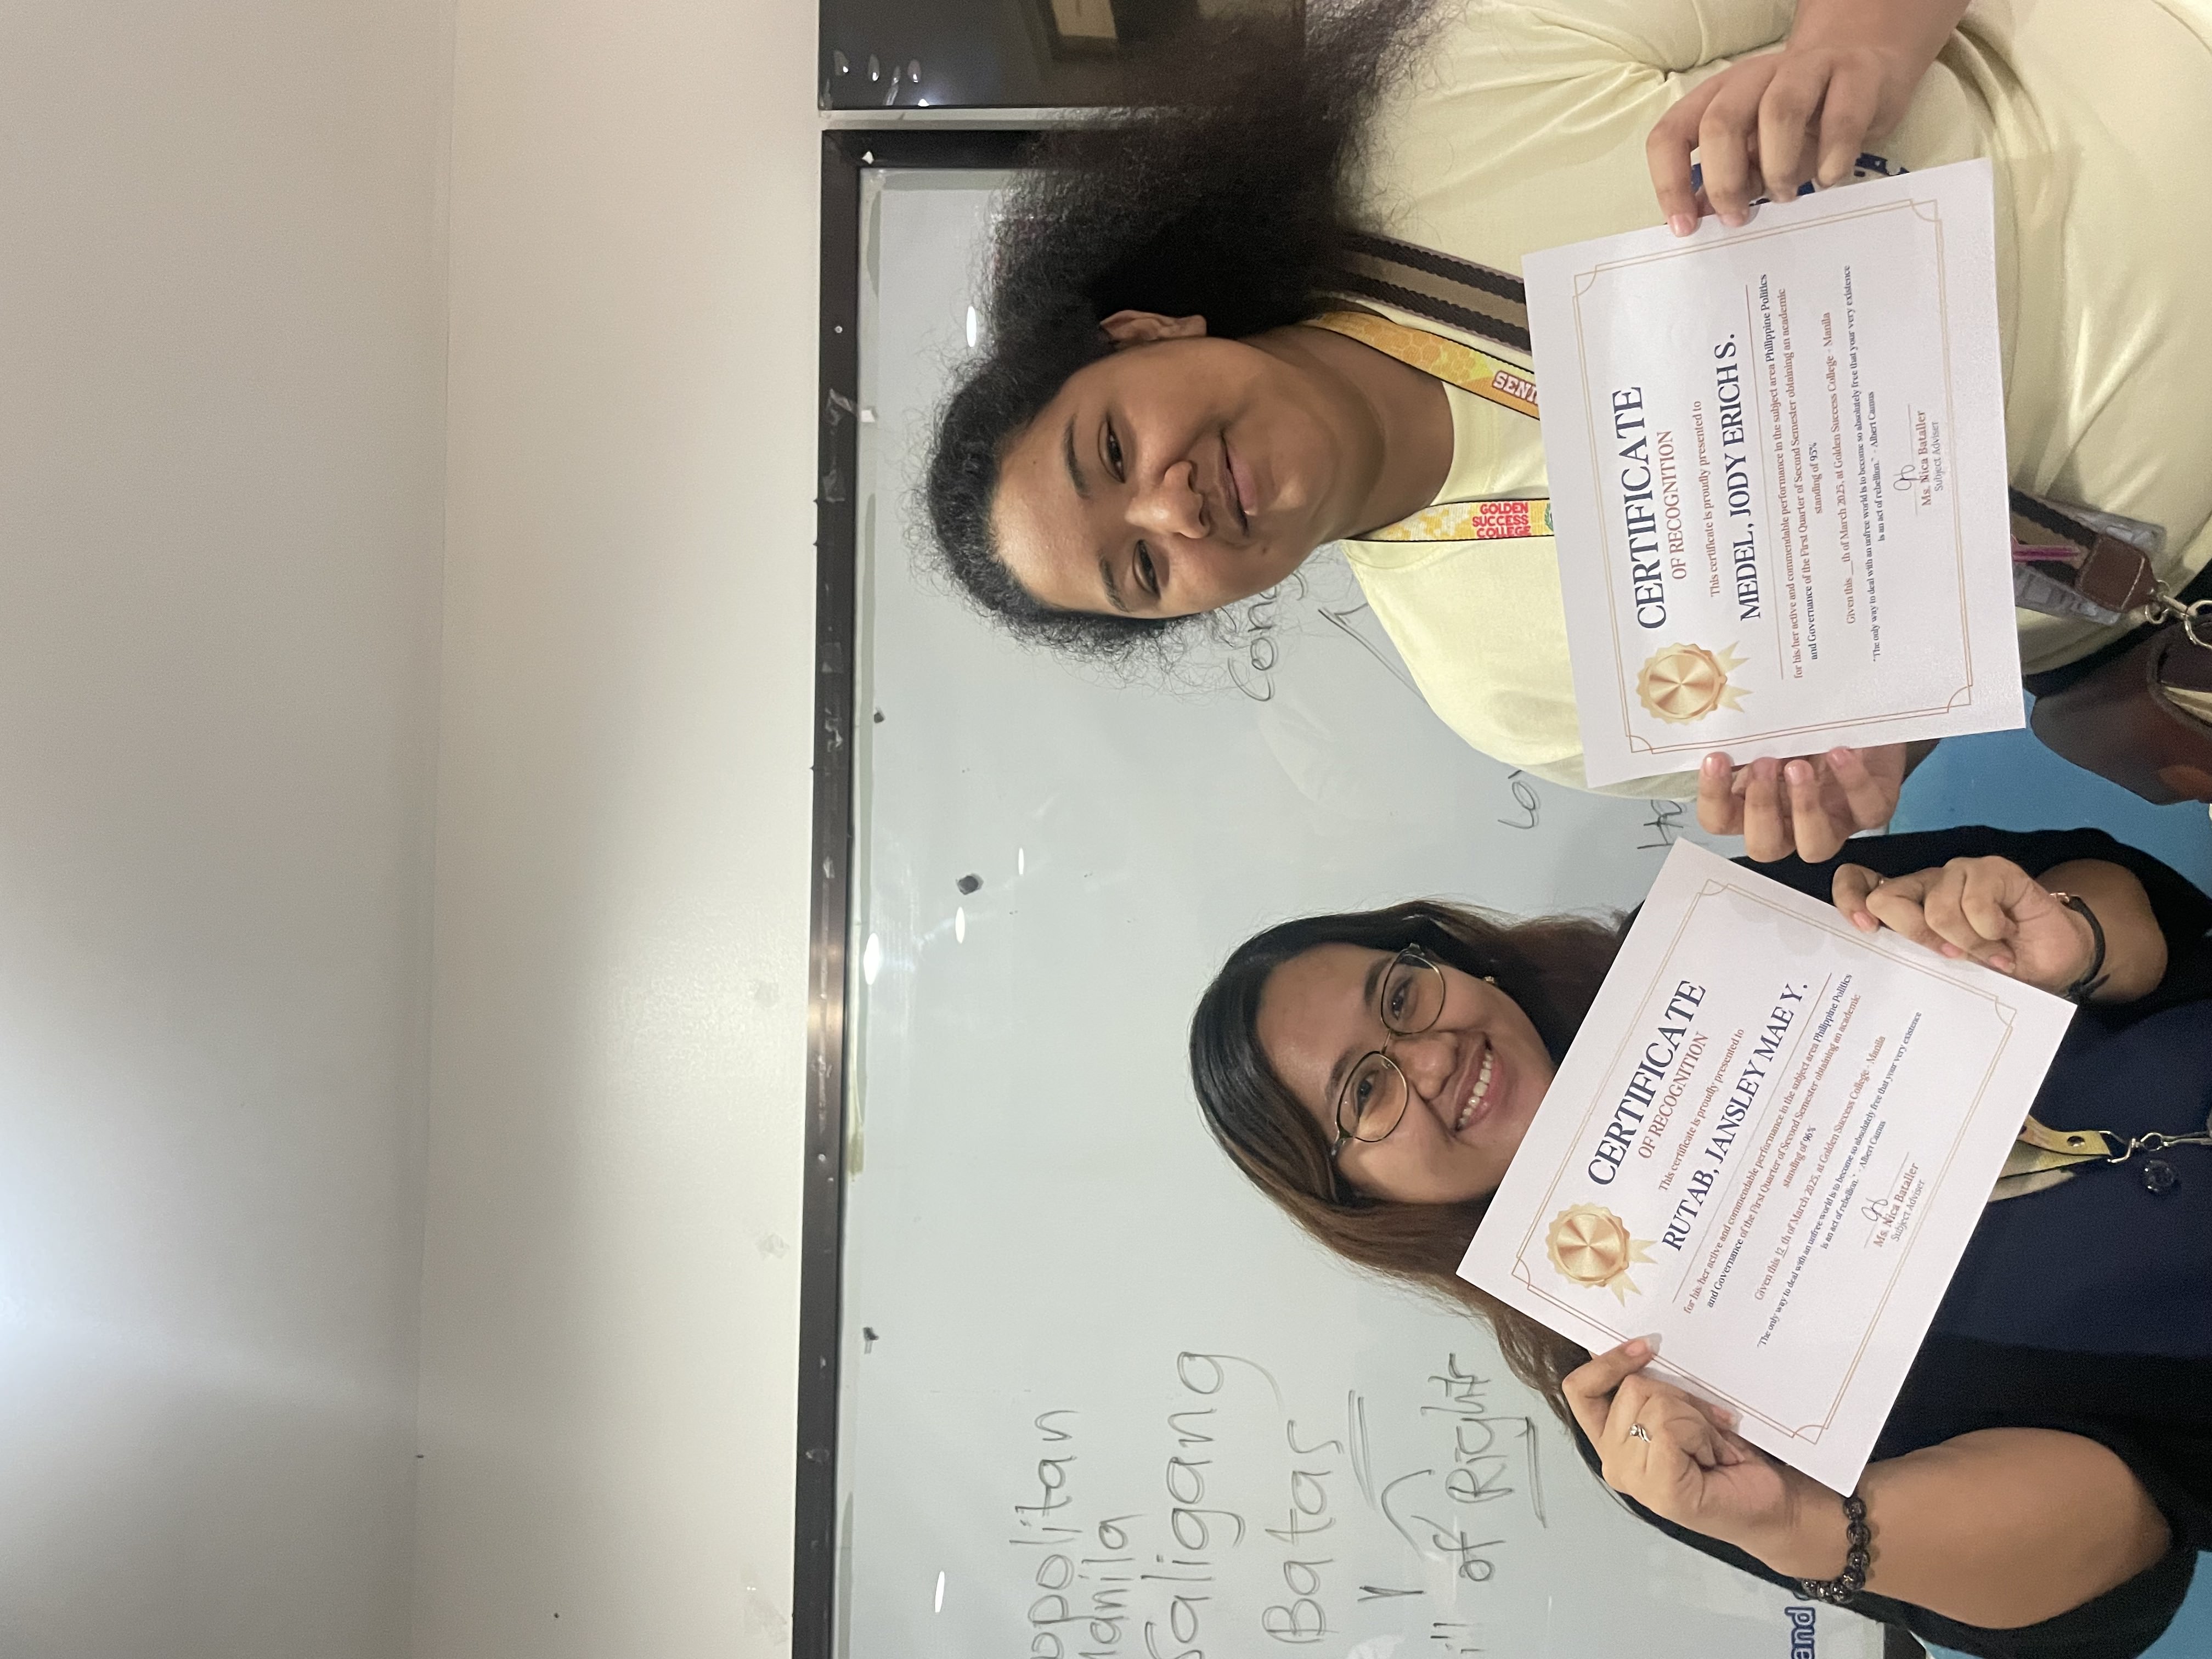 opolitan
Manila
Saligang
Batas
of Rights
Cong
and
GOLDEN
SUCCESS
COLLEGE
SENI
CERTIFICATE
OF RECOGNITION
This certificate is proudly presented to
RUTAB, JANSLEY MAE Y.
for his/her active and commendable performance in the subject area Philippine Politics
and Governance of the First Quarter of Second Semester obtaining an academic
standing of 96%
Given this 12 th of March 2025, at Golden Success College - Manila
"The only way to deal with an unfree world is to become so absolutely free that your very existence
is an act of rebellion." - Albert Camus
Ms. Nica Bataller
Subject Adviser
CERTIFICATE
OF RECOGNITION
This certificate is proudly presented to
MEDEL, JODY ERICH S.
for his/her active and commendable performance in the subject area Philippine Politics
and Governance of the First Quarter of Second Semester obtaining an academic
standing of 95%
Given this __th of March 2025, at Golden Success College - Manila
"The only way to deal with an unfree world is to become so absolutely free that your very existence
is an act of rebellion." - Albert Camus
Ms. Nica Bataller
Subject Adviser